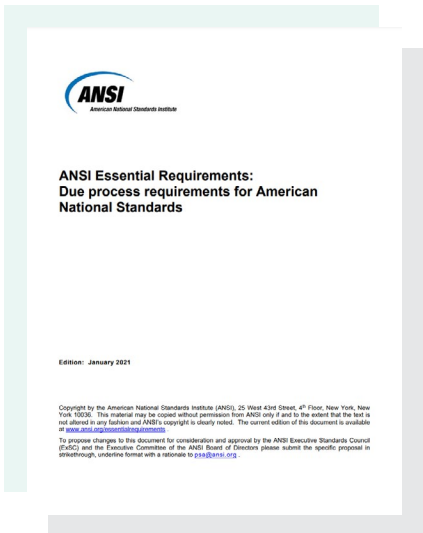 ANSI
American National Standards Institute
ANSI Essential Requirements:
Due process requirements for American
National Standards
Edition: January 2021
Copyright by the American National Standards Institute (ANSI), 25 West 43rd Street, 4th Floor, New York, New
York 10036. This material may be copied without permission from ANSI only if and to the extent that the text is
not altered in any fashion and ANSI's copyright is clearly noted. The current edition of this document is available
at www.ansi.org/essentialrequirements .
To propose changes to this document for consideration and approval by the ANSI Executive Standards Council
(ExSC) and the Executive Committee of the ANSI Board of Directors please submit the specific proposal in
strikethrough, underline format with a rationale to psa@ansi.org .